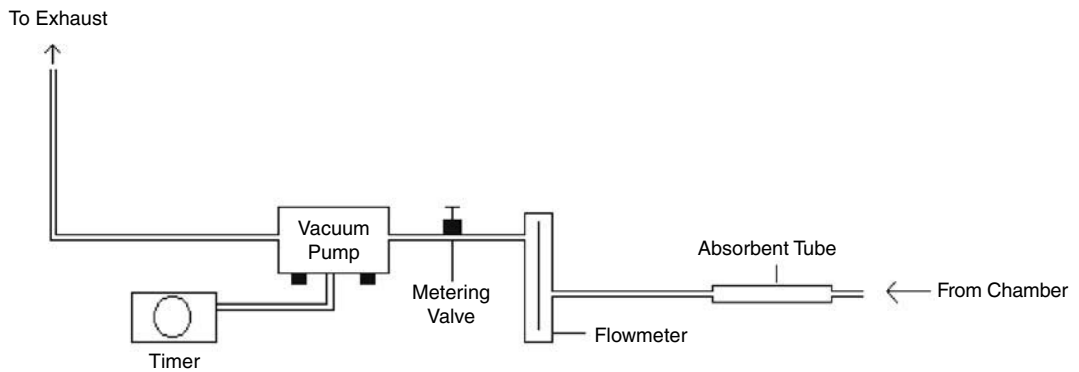 To Exhaust
Vacuum
Pump
Absorbent Tube
Metering
Valve
From Chamber
Flowmeter
Timer